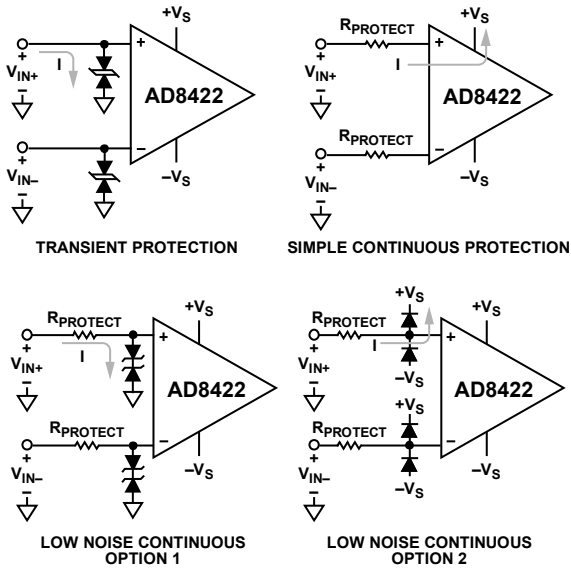 +VS
+
VIN+
−
I
+
AD8422
+
VIN−
−
−
−VS
TRANSIENT PROTECTION
+VS
RPROTECT
+
VIN+
−
I
+
AD8422
RPROTECT
+
VIN−
−
−
−VS
SIMPLE CONTINUOUS PROTECTION
+VS
RPROTECT
+
VIN+
−
I
+
AD8422
RPROTECT
+
VIN−
−
−
−VS
LOW NOISE CONTINUOUS
OPTION 1
+VS
+VS
RPROTECT
+
VIN+
−
I
+
−VS
AD8422
+VS
RPROTECT
+
VIN−
−
−
−VS
−VS
LOW NOISE CONTINUOUS
OPTION 2